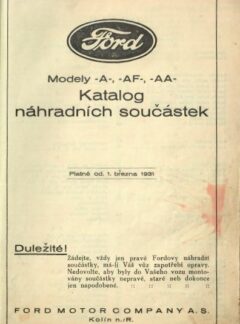 Ford
Modely -A-, -AF-, -AA-
Katalog
náhradních součástek
Platné od. 1. března 1931
Duležité!
Žádejte, vždy jen pravé Fordovy náhradní
součástky, má-li Váš vůz zapotřebí opravy.
Nedovolte, aby byly do Vašeho vozu montovány
součástky nepravé, staré neb dokonce
jen napodobené.
FORD MOTOR COMPANY A.S.
Kolín n./R.